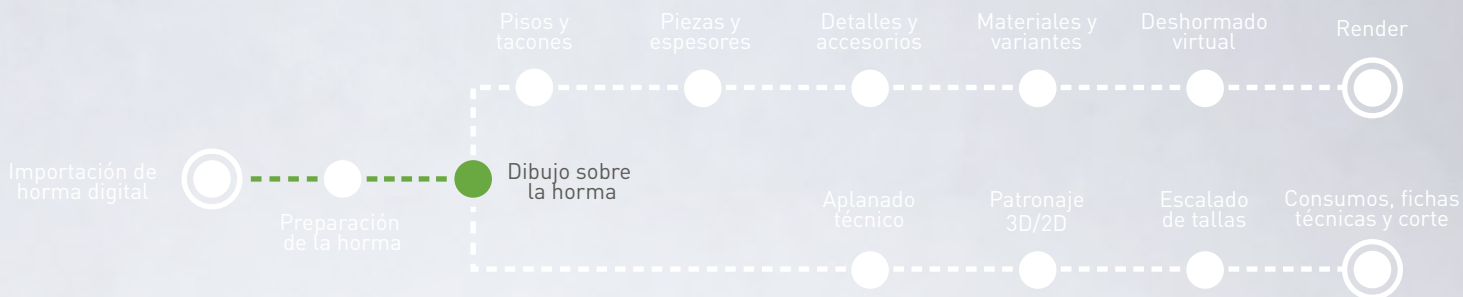 Pisos y
tacones
Piezas y
espesores
Detalles y
accesorios
Materiales y
variantes
Deshormado
virtual
Render
Importación de
horma digital
Preparación
de la horma
Dibujo sobre
la horma
Aplanado
técnico
Patronaje
3D/2D
Escalado
de tallas
Consumos, fichas
técnicas y corte